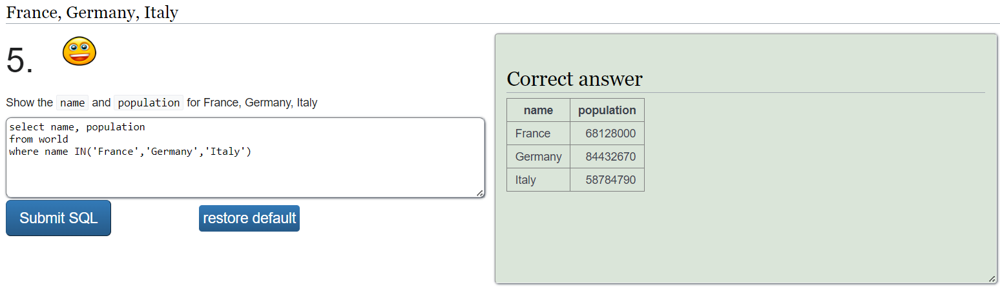 France, Germany, Italy
5.
Show the name and population for France, Germany, Italy
select name, population
from world
where name IN('France','Germany','Italy')
Submit SQL
restore default
Correct answer
name population
France 68128000
Germany 84432670
Italy 58784790